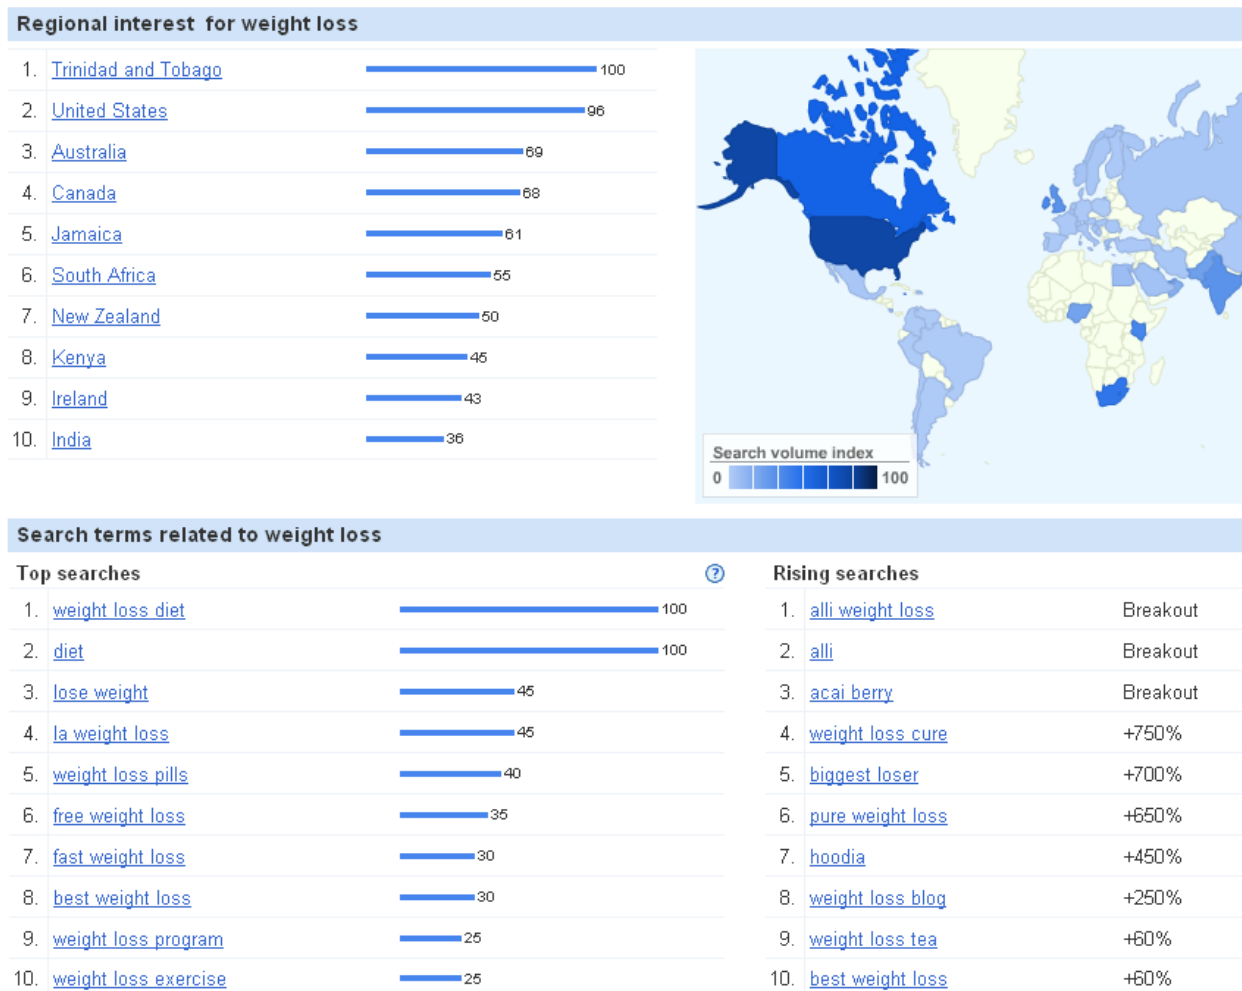 Regional interest for weight loss
1. Trinidad and Tobago 100
2. United States 96
3. Australia 69
4. Canada 68
5. Jamaica 61
6. South Africa 55
7. New Zealand 50
8. Kenya 45
9. Ireland 43
10. India 36
Search volume index
0 100
Search terms related to weight loss
Top searches ?
1. weight loss diet 100
2. diet 100
3. lose weight 45
4. la weight loss 45
5. weight loss pills 40
6. free weight loss 35
7. fast weight loss 30
8. best weight loss 30
9. weight loss program 25
10. weight loss exercise 25
Rising searches
1. alli weight loss Breakout
2. alli Breakout
3. acai berry Breakout
4. weight loss cure +750%
5. biggest loser +700%
6. pure weight loss +650%
7. hoodia +450%
8. weight loss blog +250%
9. weight loss tea +60%
10. best weight loss +60%